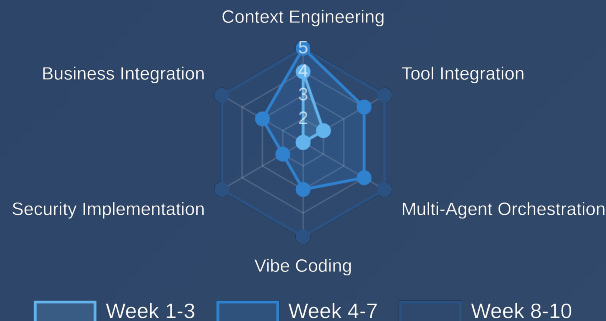 Context Engineering
5
Business Integration
Tool Integration
4
3
2
Security Implementation
Multi-Agent Orchestration
Vibe Coding
Week 1-3
Week 4-7
Week 8-10